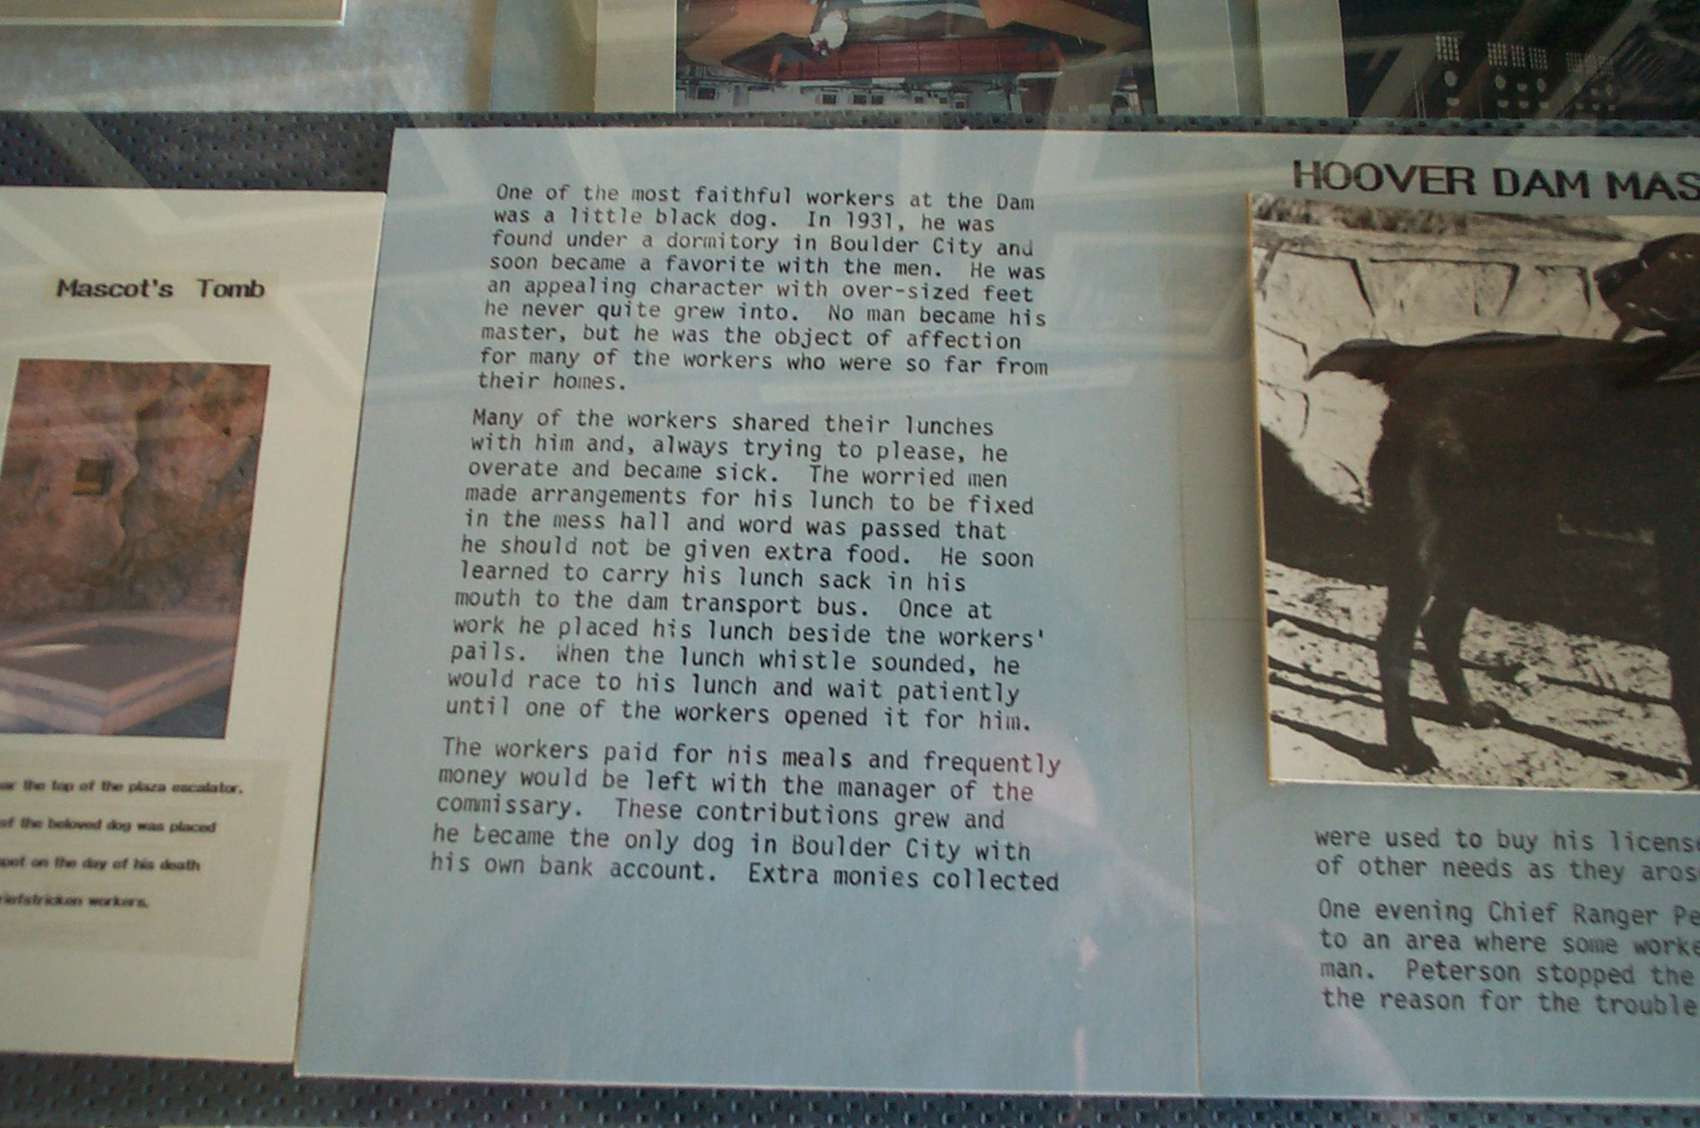 Mascot's Tomb
the top of the plaza escalator.
of the beloved dog was placed
on the day of his death
workers.
One of the most faithful workers at the Dam
was a little black dog. In 1931, he was
found under a dormitory in Boulder City and
soon became a favorite with the men. He was
an appealing character with over-sized feet
he never quite grew into. No man became his
master, but he was the object of affection
for many of the workers who were so far from
their homes.
Many of the workers shared their lunches
with him and, always trying to please, he
overate and became sick. The worried men
made arrangements for his lunch to be fixed
in the mess hall and word was passed that
he should not be given extra food. He soon
learned to carry his lunch sack in his
mouth to the dam transport bus. Once at
work he placed his lunch beside the workers'
pails. When the lunch whistle sounded, he
would race to his lunch and wait patiently
until one of the workers opened it for him.
The workers paid for his meals and frequently
money would be left with the manager of the
commissary. These contributions grew and
he became the only dog in Boulder City with
his own bank account. Extra monies collected
HOOVER DAM MAS
were used to buy his license
of other needs as they aros
One evening Chief Ranger Pe
to an area where some worke
man. Peterson stopped the
the reason for the trouble